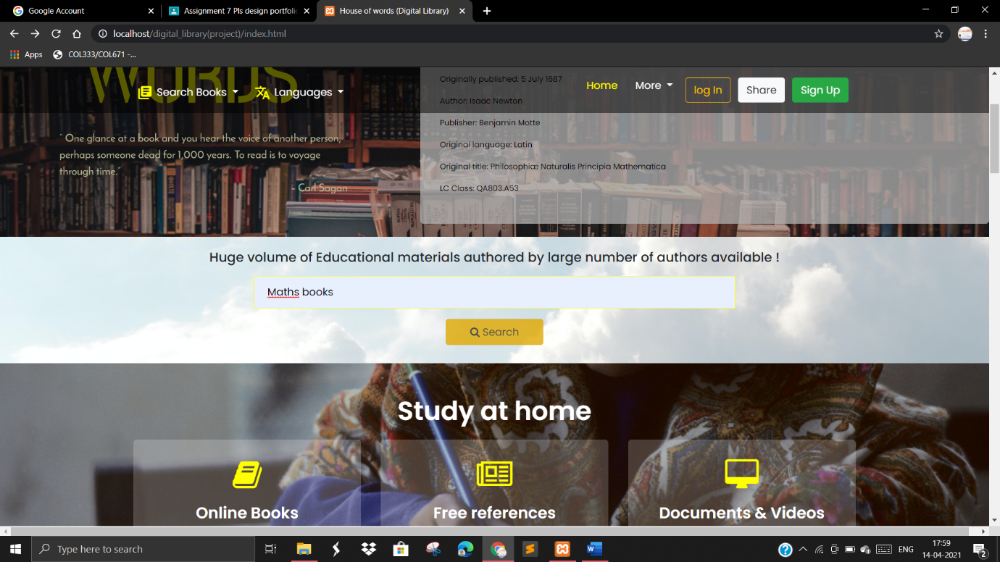 Google Account
Assignment 7 Pls design portfolio
House of words (Digital Library)
localhost/digital_library(project)/index.html
Apps
COL333/COL671 -...
WORDS
Search Books
Languages
Home
More
log In
Share
Sign Up
" One glance at a book and you hear the voice of another person,
perhaps someone dead for 1,000 years. To read is to voyage
through time."
- Carl Sagan
Originally published: 5 July 1687
Author: Isaac Newton
Publisher: Benjamin Motte
Original language: Latin
Original title: Philosophiæ Naturalis Principia Mathematica
LC Class: QA803.A53
Huge volume of Educational materials authored by large number of authors available !
Maths books
Search
Study at home
Online Books
Free references
Documents & Videos
Type here to search
ENG
17:59
14-04-2021
2